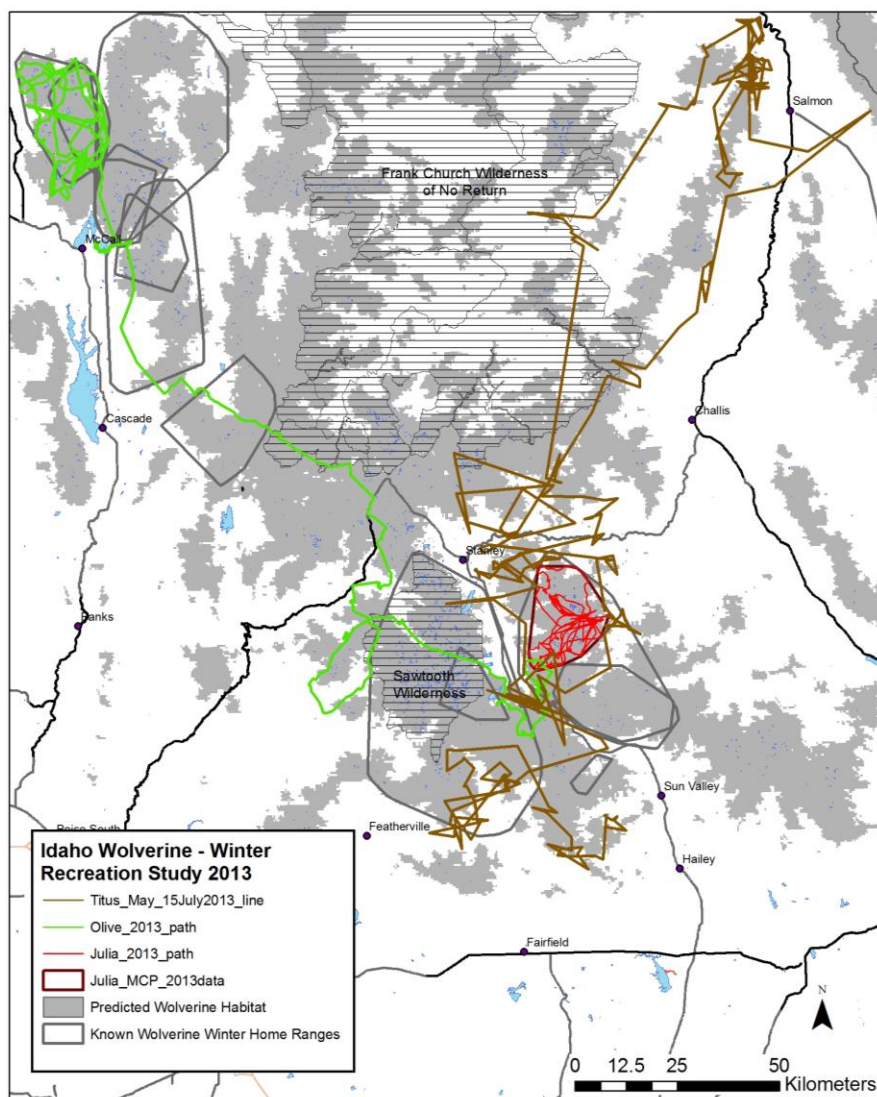 Salmon
Frank Church Wilderness
of No Return
McCall
Cascade
Challis
Stanley
Banks
Sawtooth
Wilderness
Sun Valley
Featherville
Hailey
Boise South
Fairfield
Idaho Wolverine - Winter
Recreation Study 2013
Titus_May_15July2013_line
Olive_2013_path
Julia_2013_path
Julia_MCP_2013data
Predicted Wolverine Habitat
Known Wolverine Winter Home Ranges
N
0 12.5 25 50
Kilometers